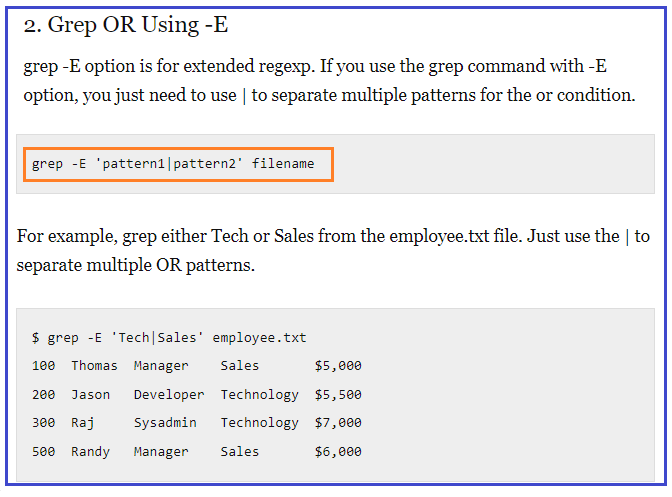 2. Grep OR Using -E
grep -E option is for extended regexp. If you use the grep command with -E
option, you just need to use | to separate multiple patterns for the or condition.
grep -E 'pattern1|pattern2' filename
For example, grep either Tech or Sales from the employee.txt file. Just use the | to
separate multiple OR patterns.
$ grep -E 'Tech|Sales' employee.txt
100  Thomas  Manager    Sales       $5,000
200  Jason   Developer  Technology  $5,500
300  Raj     Sysadmin   Technology  $7,000
500  Randy   Manager    Sales       $6,000